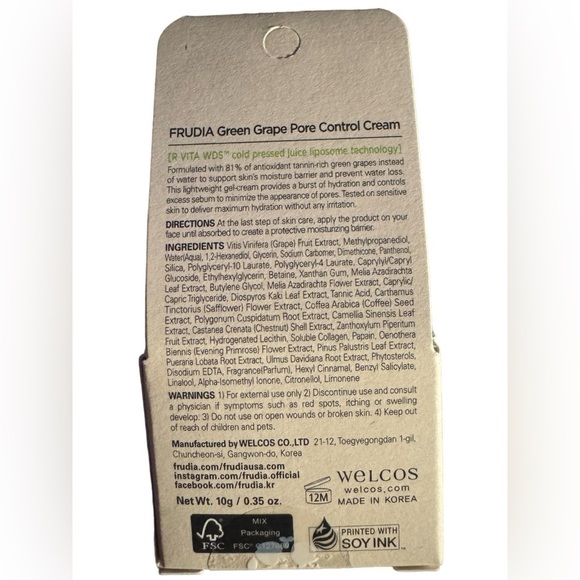 FRUDIA Green Grape Pore Control Cream
[R VITA WDS™ cold pressed juice liposome technology]
Formulated with 81% of antioxidant tannin-rich green grapes instead
of water to support skin's moisture barrier and prevent water loss.
This lightweight gel-cream provides a burst of hydration and controls
excess sebum to minimize the appearance of pores. Tested on sensitive
skin to deliver maximum hydration without any irritation.
DIRECTIONS At the last step of skin care, apply the product on your
face until absorbed to create a protective moisturizing barrier.
INGREDIENTS Vitis Vinifera (Grape) Fruit Extract, Methylpropanediol,
Water(Aqua), 1,2-Hexanediol, Glycerin, Sodium Carbomer, Dimethicone, Panthenol,
Silica, Polyglyceryl-10 Laurate, Polyglyceryl-4 Laurate, Caprylyl/Capryl
Glucoside, Ethylhexylglycerin, Betaine, Xanthan Gum, Melia Azadirachta
Leaf Extract, Butylene Glycol, Melia Azadirachta Flower Extract, Caprylic/
Capric Triglyceride, Diospyros Kaki Leaf Extract, Tannic Acid, Carthamus
Tinctorius (Safflower) Flower Extract, Coffea Arabica (Coffee) Seed
Extract, Polygonum Cuspidatum Root Extract, Camellia Sinensis Leaf
Extract, Castanea Crenata (Chestnut) Shell Extract, Zanthoxylum Piperitum
Fruit Extract, Hydrogenated Lecithin, Soluble Collagen, Papain, Oenothera
Biennis (Evening Primrose) Flower Extract, Pinus Palustris Leaf Extract,
Pueraria Lobata Root Extract, Ulmus Davidiana Root Extract, Phytosterols,
Disodium EDTA, Fragrance(Parfum), Hexyl Cinnamal, Benzyl Salicylate,
Linalool, Alpha-Isomethyl Ionone, Citronellol, Limonene
WARNINGS 1) For external use only 2) Discontinue use and consult
a physician if symptoms such as red spots, itching or swelling
develop. 3) Do not use on open wounds or broken skin. 4) Keep out
of reach of children and pets.
Manufactured by WELCOS CO.,LTD 21-12, Toegyegongdan 1-gil,
Chuncheon-si, Gangwon-do, Korea
frudia.com/frudiausa.com
instagram.com/frudia.official
facebook.com/frudia.kr
Net Wt. 10g / 0.35 oz.
12M
WELCOS
welcos.com
MADE IN KOREA
FSC
MIX
Packaging
FSC®
PRINTED WITH
SOY INK™